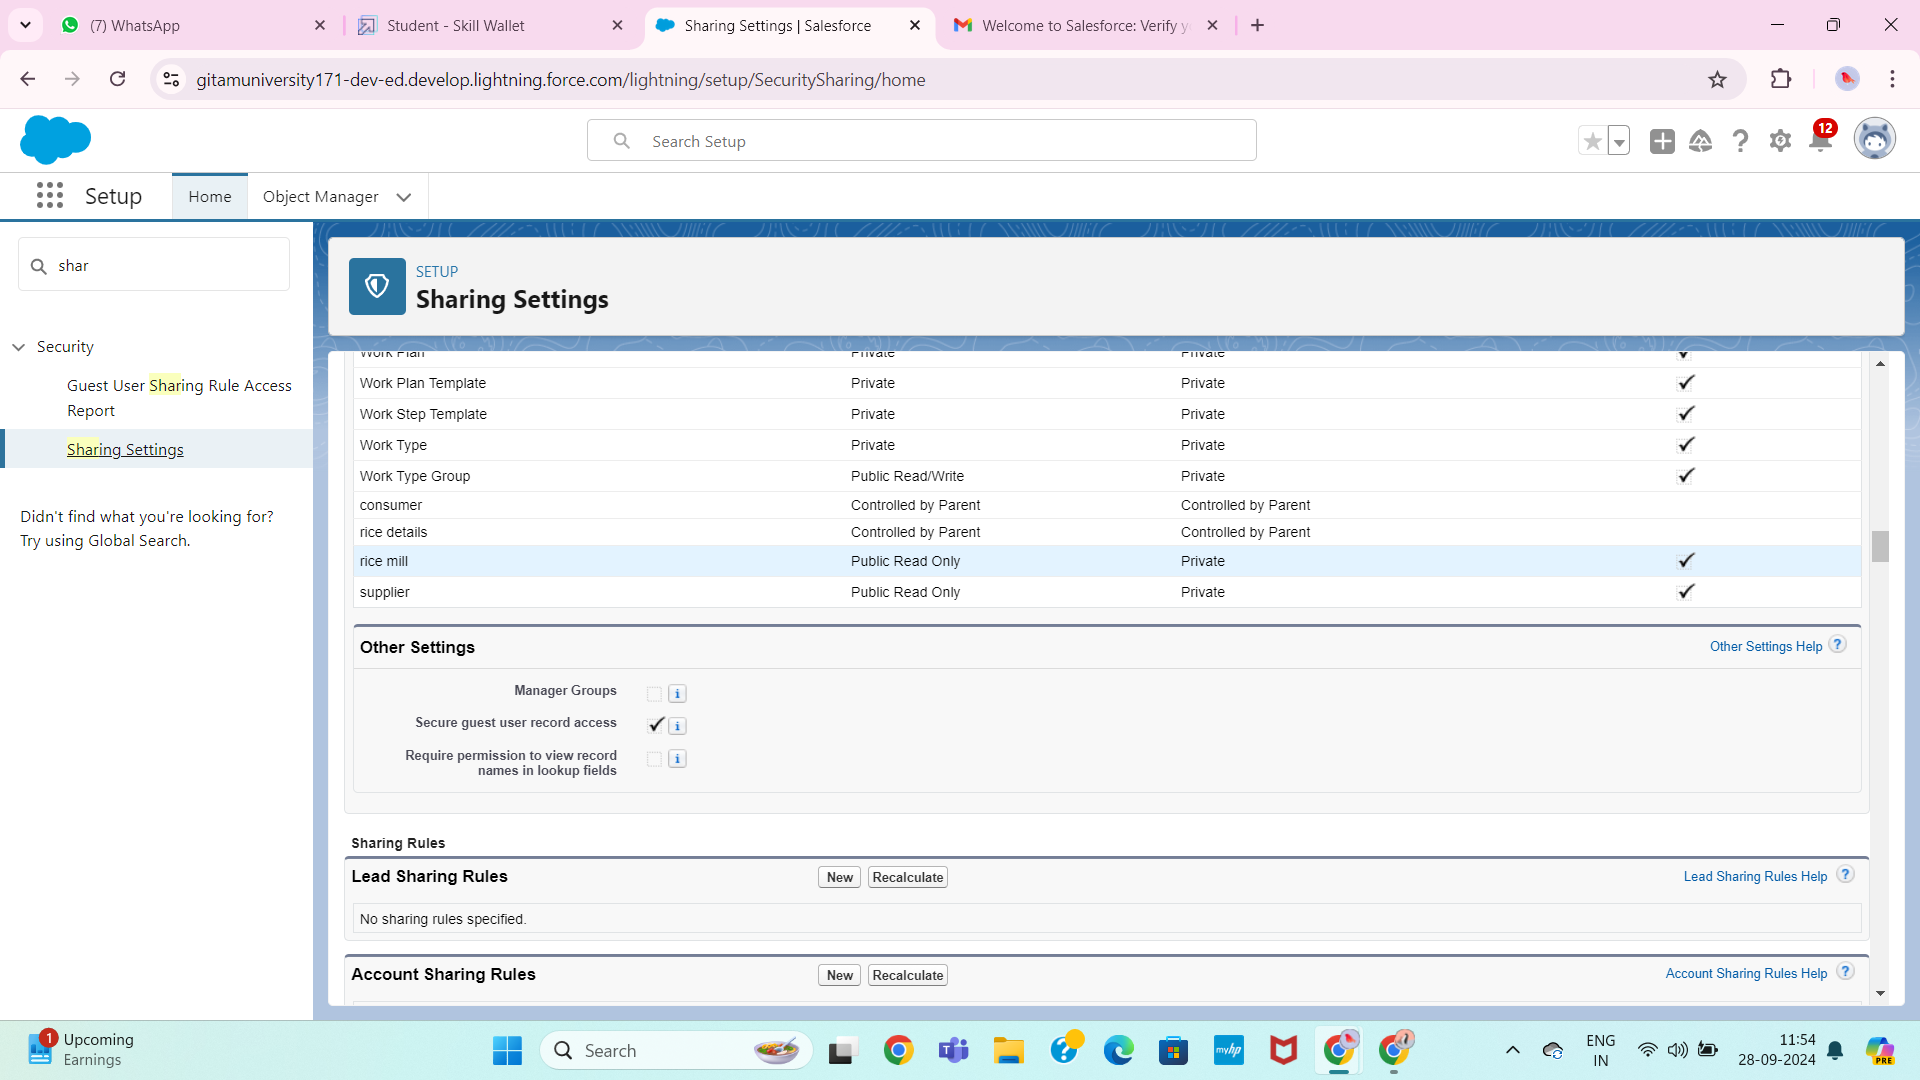 (7) WhatsApp
Student - Skill Wallet
Sharing Settings | Salesforce
Welcome to Salesforce: Verify y
gitamuniversity171-dev-ed.develop.lightning.force.com/lightning/setup/SecuritySharing/home
Search Setup
12
Setup
Home
Object Manager
shar
Security
Guest User Sharing Rule Access
Report
Sharing Settings
Didn't find what you're looking for?
Try using Global Search.
SETUP
Sharing Settings
Work Plan Private Private
Work Plan Template Private Private
Work Step Template Private Private
Work Type Private Private
Work Type Group Public Read/Write Private
consumer Controlled by Parent Controlled by Parent
rice details Controlled by Parent Controlled by Parent
rice mill Public Read Only Private
supplier Public Read Only Private
Other Settings
Other Settings Help ?
Manager Groups i
Secure guest user record access i
Require permission to view record
names in lookup fields i
Sharing Rules
Lead Sharing Rules New Recalculate Lead Sharing Rules Help ?
No sharing rules specified.
Account Sharing Rules New Recalculate Account Sharing Rules Help ?
1
Upcoming
Earnings
Search
myhp
ENG
IN
11:54
28-09-2024
PRE